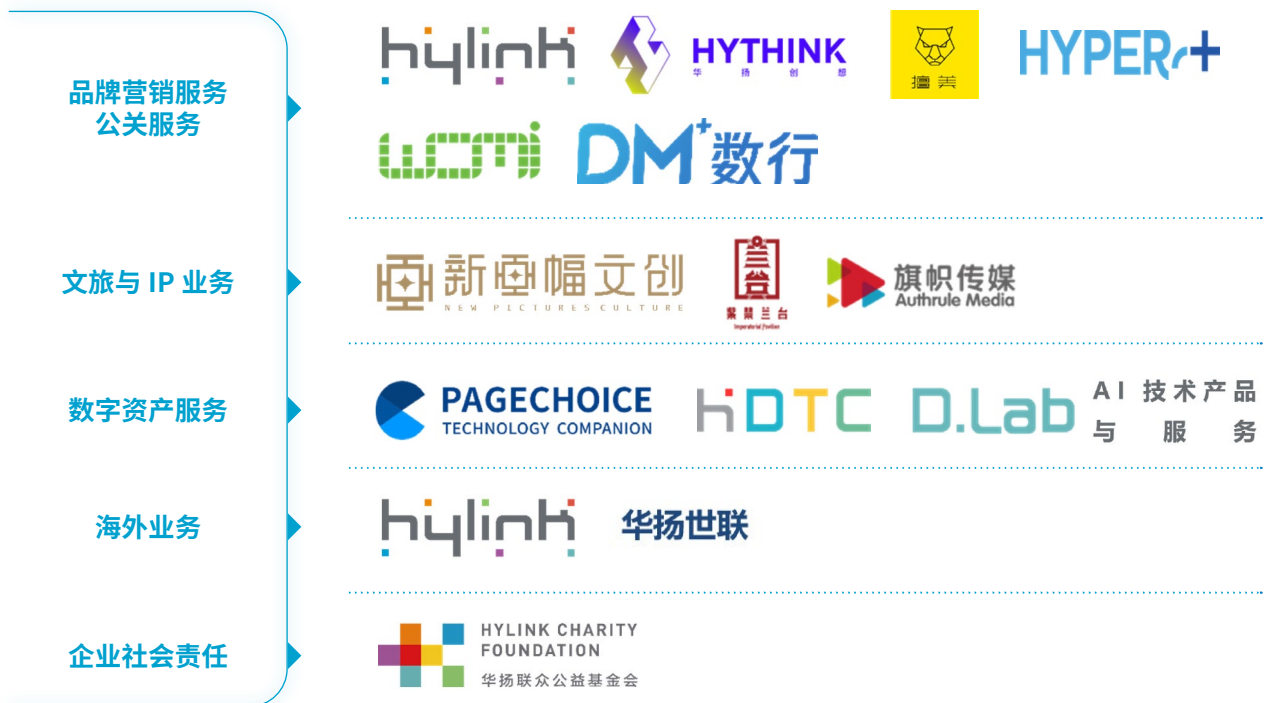 品牌营销服务
公关服务
hylink
HYTHINK
华扬创想
擅美
HYPER+
womi
DM+数行
文旅与 IP 业务
新画幅文创
NEW PICTURES CULTURE
紫禁兰台
Imperatorial Pavilion
旗帜传媒
Authrule Media
数字资产服务
PAGECHOICE
TECHNOLOGY COMPANION
HDTC
D.Lab
AI 技术产品
与服务
海外业务
hylink
华扬世联
企业社会责任
HYLINK CHARITY
FOUNDATION
华扬联众公益基金会